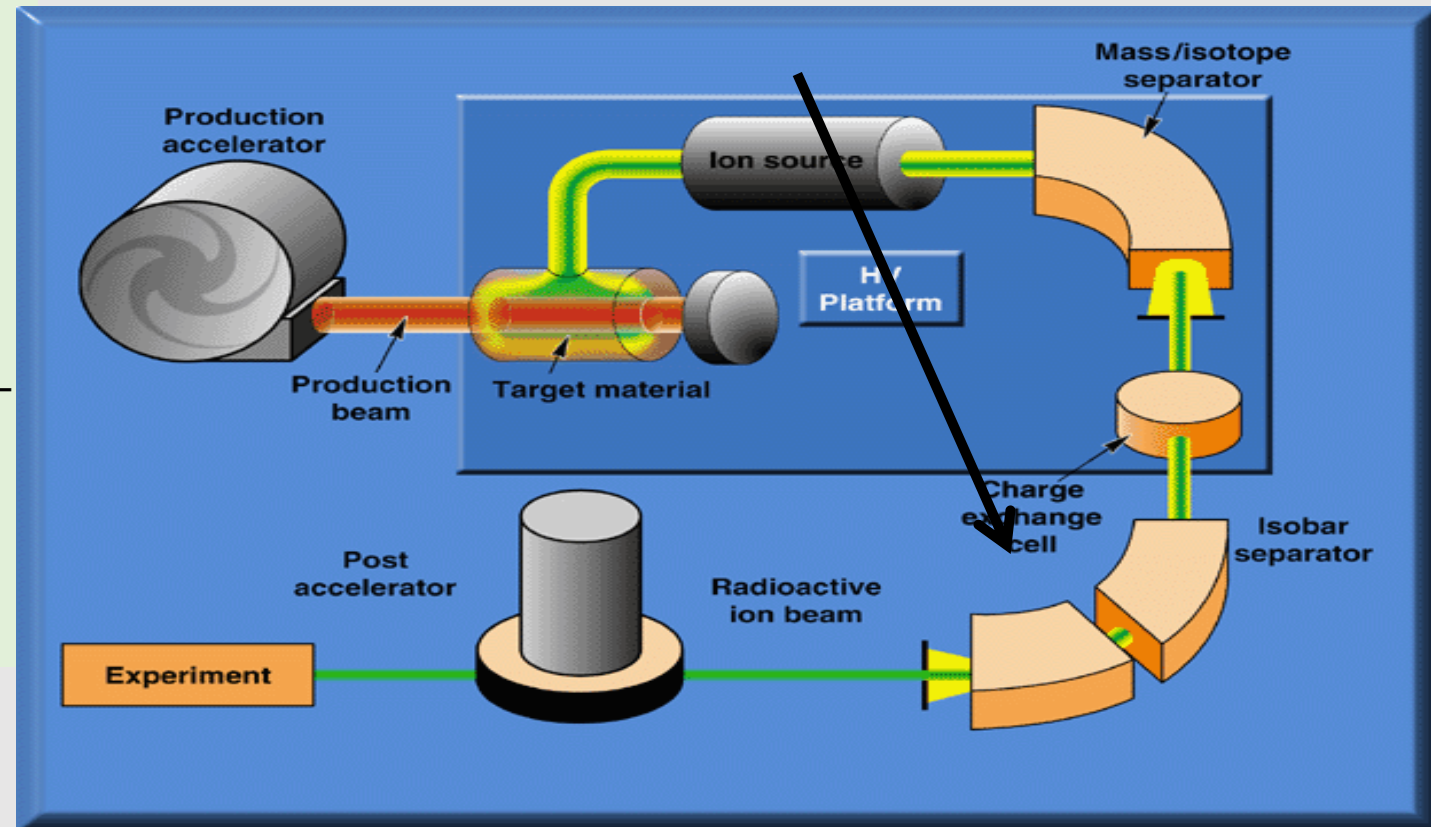 Mass/isotope
separator
Production
accelerator
Ion source
HV
Platform
Production
beam
Target material
Charge
exchange
cell
Isobar
separator
Post
accelerator
Radioactive
ion beam
Experiment